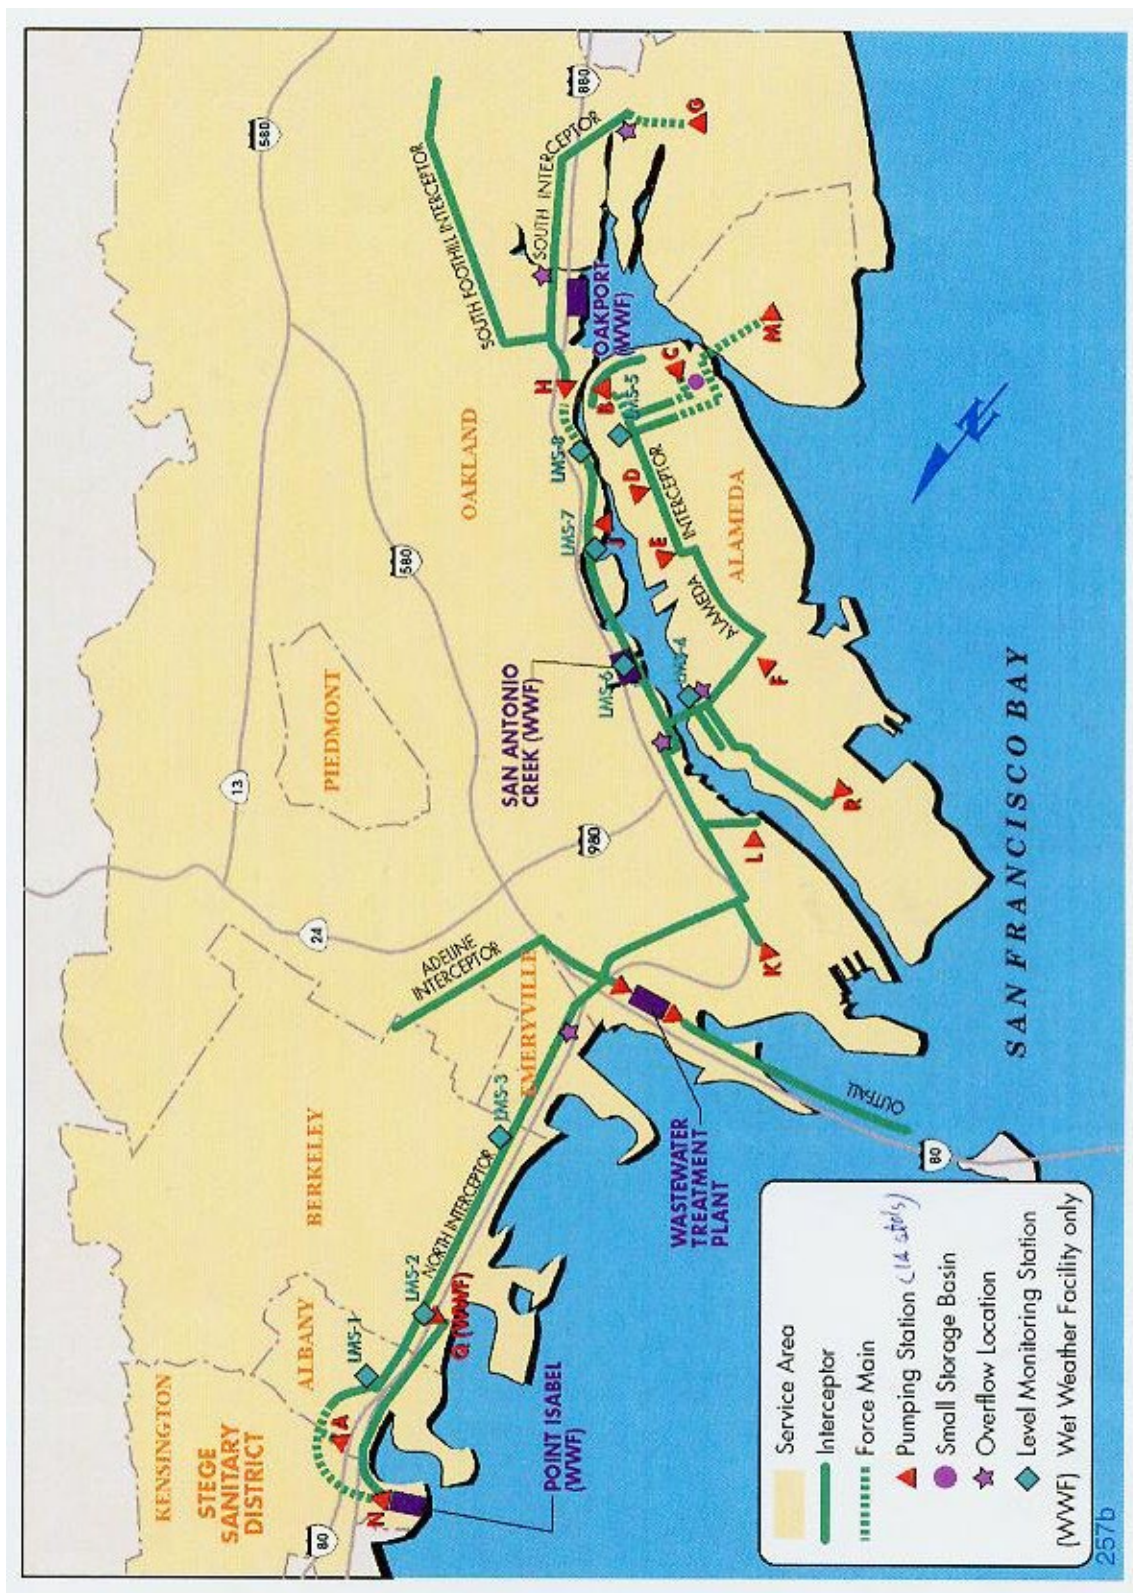 KENSINGTON
STEGE
SANITARY
DISTRICT
80
ALBANY
LMS-1
A
N
POINT ISABEL
(WWF)
LMS-2
Q (WWF)
BERKELEY
NORTH INTERCEPTOR
LMS-3
EMERYVILLE
ADELINE
INTERCEPTOR
24
13
580
PIEDMONT
980
580
OAKLAND
SAN ANTONIO
CREEK (WWF)
SOUTH FOOTHILL INTERCEPTOR
SOUTH INTERCEPTOR
880
OAKPORT
(WWF)
G
H
LMS-8
LMS-7
J
LMS-6
LMS-4
B
LMS-5
C
D
E
M
ALAMEDA
INTERCEPTOR
ALAMEDA
F
R
L
K
WASTEWATER
TREATMENT
PLANT
OUTFALL
80
N
SAN FRANCISCO BAY
Service Area
Interceptor
Force Main
Pumping Station
Small Storage Basin
Overflow Location
Level Monitoring Station
(WWF) Wet Weather Facility only
257b